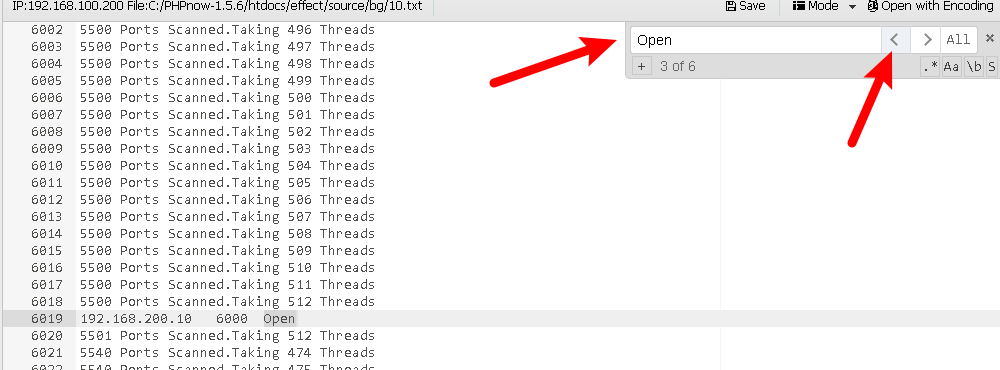 IP:192.168.100.200 File:C:/PHPnow-1.5.6/htdocs/effect/source/bg/10.txt Save Mode Open with Encoding
Open < > All ×
+ 3 of 6 .* Aa \b S
6002 5500 Ports Scanned.Taking 496 Threads
6003 5500 Ports Scanned.Taking 497 Threads
6004 5500 Ports Scanned.Taking 498 Threads
6005 5500 Ports Scanned.Taking 499 Threads
6006 5500 Ports Scanned.Taking 500 Threads
6007 5500 Ports Scanned.Taking 501 Threads
6008 5500 Ports Scanned.Taking 502 Threads
6009 5500 Ports Scanned.Taking 503 Threads
6010 5500 Ports Scanned.Taking 504 Threads
6011 5500 Ports Scanned.Taking 505 Threads
6012 5500 Ports Scanned.Taking 506 Threads
6013 5500 Ports Scanned.Taking 507 Threads
6014 5500 Ports Scanned.Taking 508 Threads
6015 5500 Ports Scanned.Taking 509 Threads
6016 5500 Ports Scanned.Taking 510 Threads
6017 5500 Ports Scanned.Taking 511 Threads
6018 5500 Ports Scanned.Taking 512 Threads
6019 192.168.200.10 6000 Open
6020 5501 Ports Scanned.Taking 512 Threads
6021 5540 Ports Scanned.Taking 474 Threads
6022 5540 Ports Scanned.Taking 475 Threads